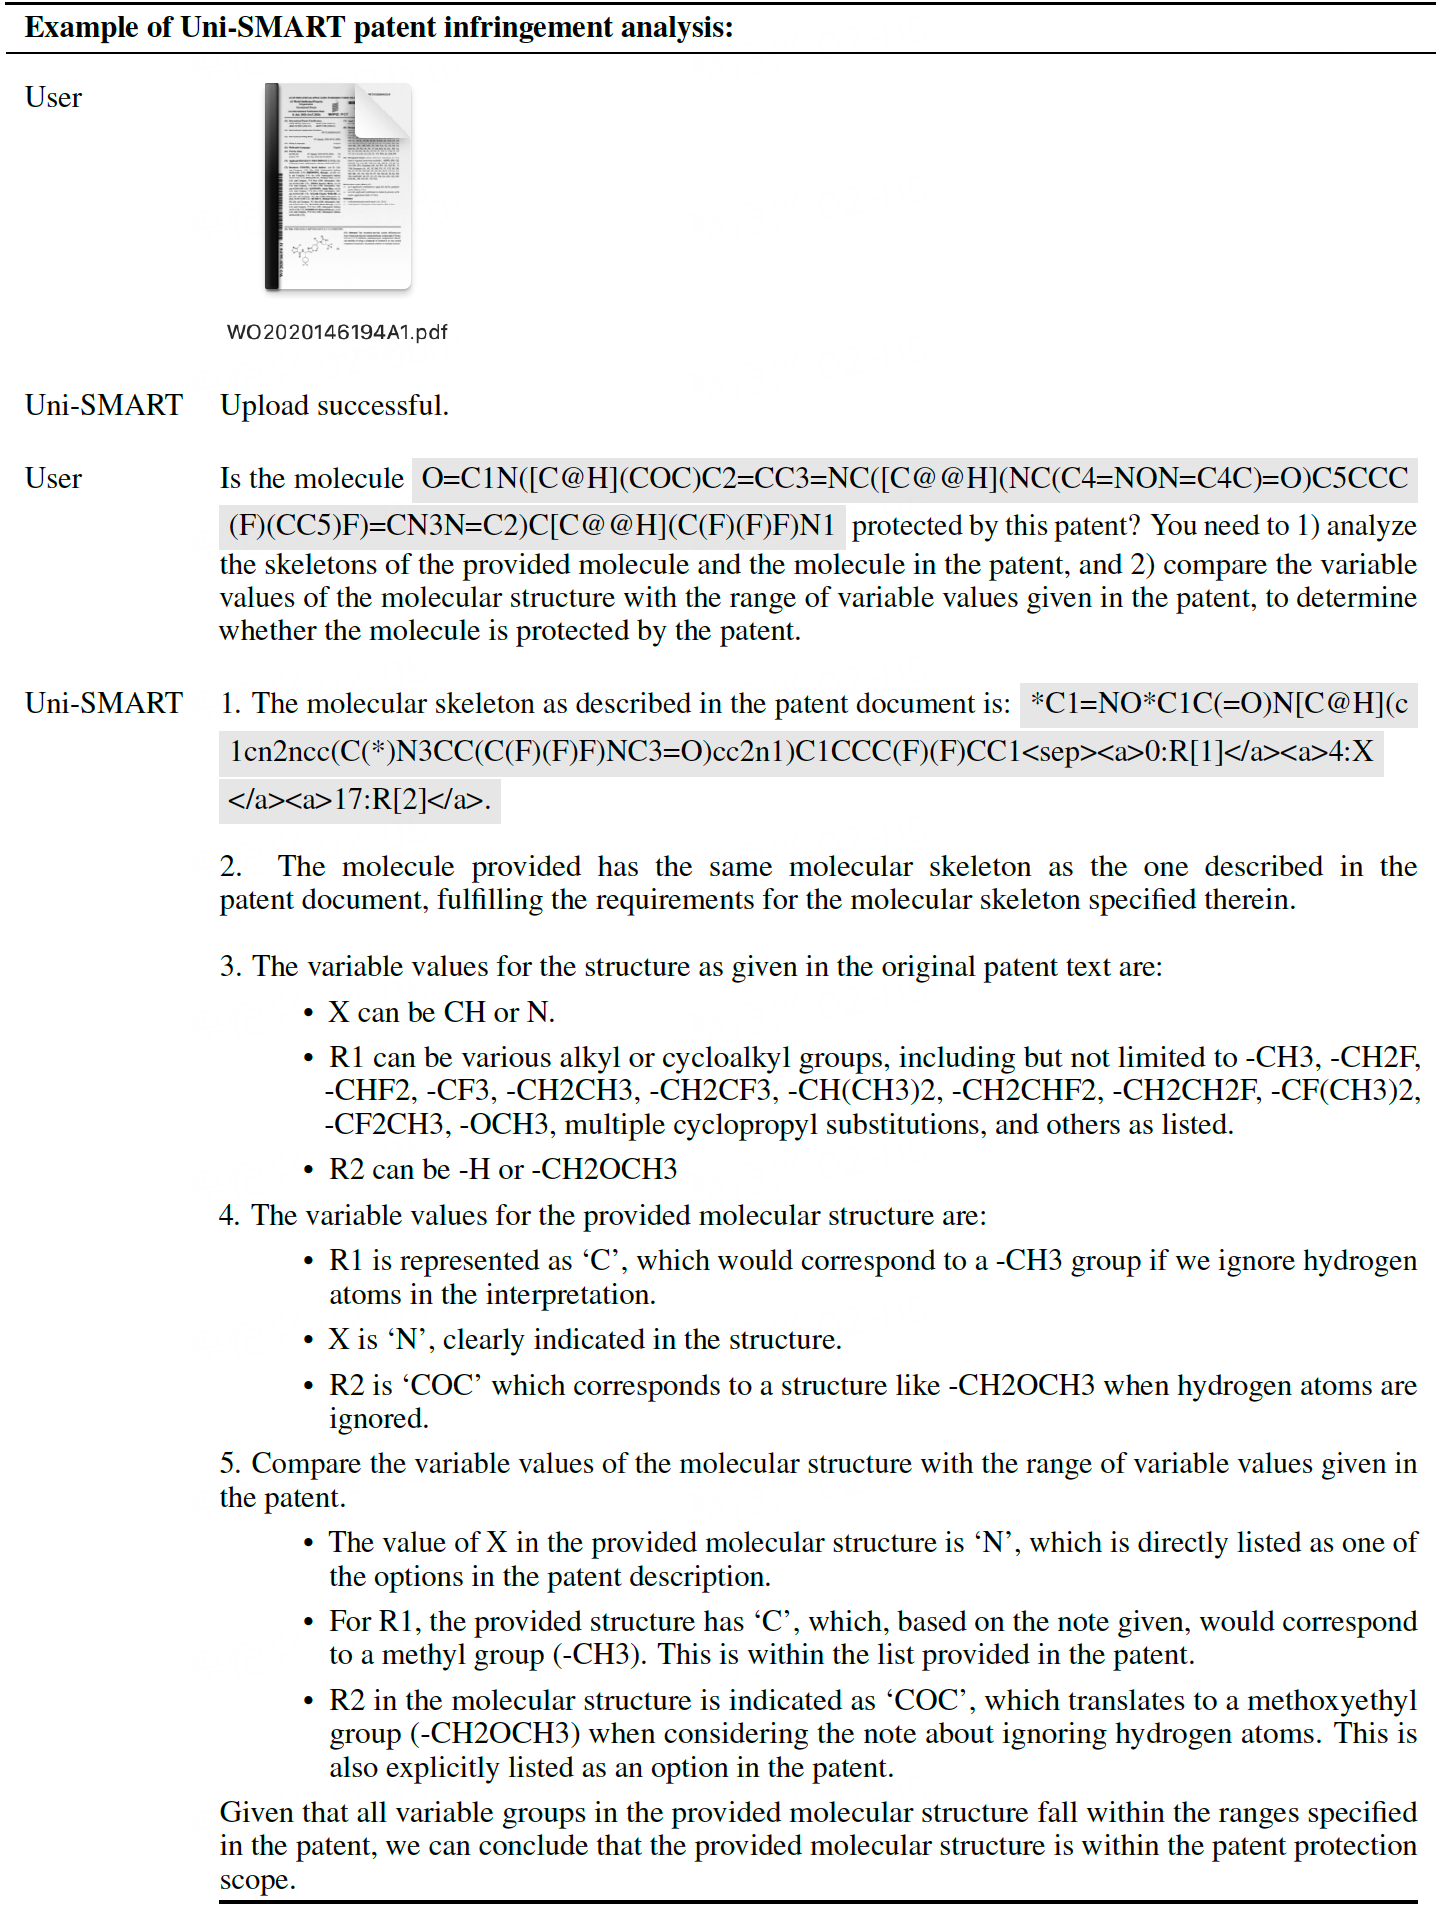 Example of Uni-SMART patent infringement analysis:
User
WO2020146194A1.pdf
Uni-SMART Upload successful.
User Is the molecule O=C1N([C@H](COC)C2=CC3=NC([C@@H](NC(C4=NON=C4C)=O)C5CCC
(F)(CC5)F)=CN3N=C2)C[C@@H](C(F)(F)F)N1 protected by this patent? You need to 1) analyze
the skeletons of the provided molecule and the molecule in the patent, and 2) compare the variable
values of the molecular structure with the range of variable values given in the patent, to determine
whether the molecule is protected by the patent.
Uni-SMART 1. The molecular skeleton as described in the patent document is: *C1=NO*C1C(=O)N[C@H](c
1cn2ncc(C(*)N3CC(C(F)(F)F)NC3=O)cc2n1)C1CCC(F)(F)CC1<sep><a>0:R[1]</a><a>4:X
</a><a>17:R[2]</a>.
2. The molecule provided has the same molecular skeleton as the one described in the
patent document, fulfilling the requirements for the molecular skeleton specified therein.
3. The variable values for the structure as given in the original patent text are:
• X can be CH or N.
• R1 can be various alkyl or cycloalkyl groups, including but not limited to -CH3, -CH2F,
-CHF2, -CF3, -CH2CH3, -CH2CF3, -CH(CH3)2, -CH2CHF2, -CH2CH2F, -CF(CH3)2,
-CF2CH3, -OCH3, multiple cyclopropyl substitutions, and others as listed.
• R2 can be -H or -CH2OCH3
4. The variable values for the provided molecular structure are:
• R1 is represented as ‘C’, which would correspond to a -CH3 group if we ignore hydrogen
atoms in the interpretation.
• X is ‘N’, clearly indicated in the structure.
• R2 is ‘COC’ which corresponds to a structure like -CH2OCH3 when hydrogen atoms are
ignored.
5. Compare the variable values of the molecular structure with the range of variable values given in
the patent.
• The value of X in the provided molecular structure is ‘N’, which is directly listed as one of
the options in the patent description.
• For R1, the provided structure has ‘C’, which, based on the note given, would correspond
to a methyl group (-CH3). This is within the list provided in the patent.
• R2 in the molecular structure is indicated as ‘COC’, which translates to a methoxyethyl
group (-CH2OCH3) when considering the note about ignoring hydrogen atoms. This is
also explicitly listed as an option in the patent.
Given that all variable groups in the provided molecular structure fall within the ranges specified
in the patent, we can conclude that the provided molecular structure is within the patent protection
scope.